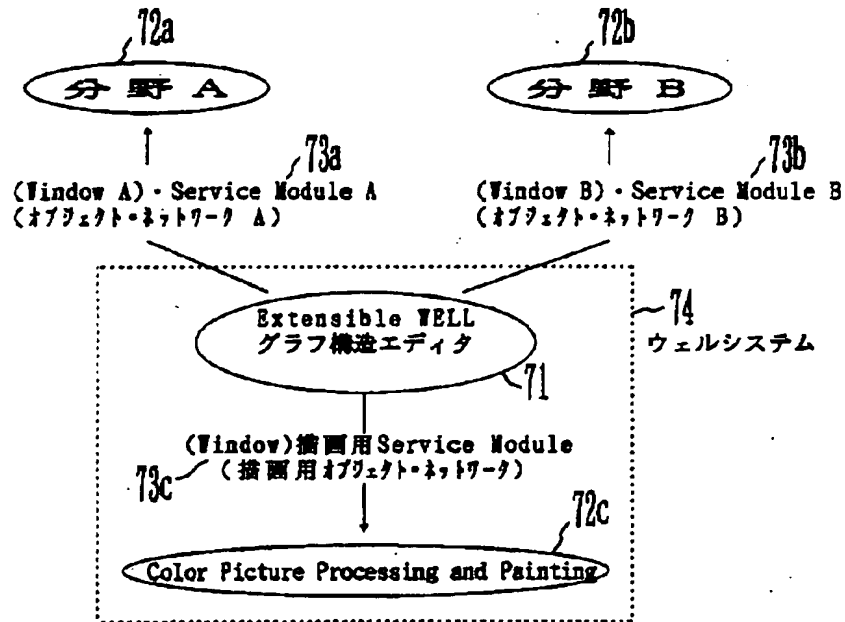 72a
72b
分野 A
分野 B
73a
73b
(Window A)・Service Module A
(オブジェクト・ネットワーク A)
(Window B)・Service Module B
(オブジェクト・ネットワーク B)
Extensible WELL
グラフ構造エディタ
71
74
ウェルシステム
(Window)描画用Service Module
(描画用オブジェクト・ネットワータ)
73c
72c
Color Picture Processing and Painting